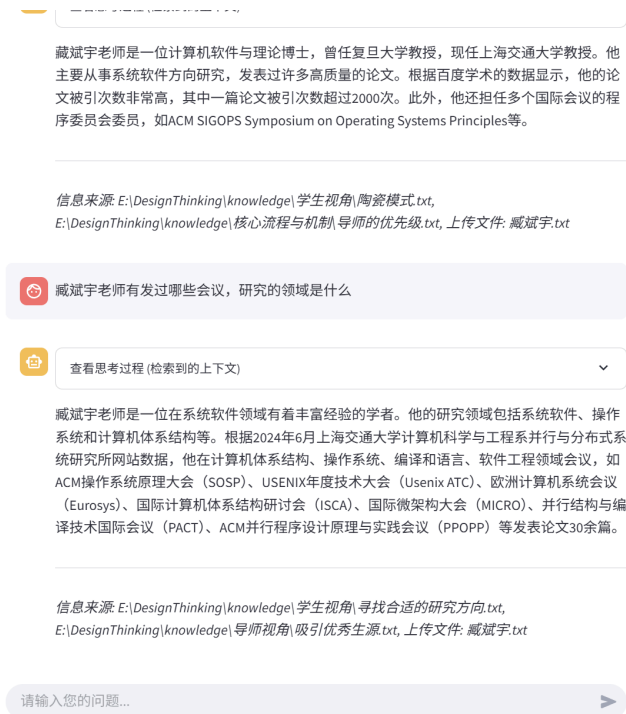 藏斌宇老师是一位计算机软件与理论博士，曾任复旦大学教授，现任上海交通大学教授。他
主要从事系统软件方向研究，发表过许多高质量的论文。根据百度学术的数据显示，他的论
文被引次数非常高，其中一篇论文被引次数超过2000次。此外，他还担任多个国际会议的程
序委员会委员，如ACM SIGOPS Symposium on Operating Systems Principles等。
信息来源: E:\DesignThinking\knowledge\学生视角\陶瓷模式.txt,
E:\DesignThinking\knowledge\核心流程与机制\导师的优先级.txt, 上传文件: 臧斌宇.txt
臧斌宇老师有发过哪些会议，研究的领域是什么
查看思考过程 (检索到的上下文)
臧斌宇老师是一位在系统软件领域有着丰富经验的学者。他的研究领域包括系统软件、操作
系统和计算机体系结构等。根据2024年6月上海交通大学计算机科学与工程系并行与分布式系
统研究所网站数据，他在计算机体系结构、操作系统、编译和语言、软件工程领域会议，如
ACM操作系统原理大会（SOSP）、USENIX年度技术大会（Usenix ATC）、欧洲计算机系统会议
（Eurosys）、国际计算机体系结构研讨会（ISCA）、国际微架构大会（MICRO）、并行结构与编
译技术国际会议（PACT）、ACM并行程序设计原理与实践会议（PPOPP）等发表论文30余篇。
信息来源: E:\DesignThinking\knowledge\学生视角\寻找合适的研究方向.txt,
E:\DesignThinking\knowledge\导师视角\吸引优秀生源.txt, 上传文件: 臧斌宇.txt
请输入您的问题...